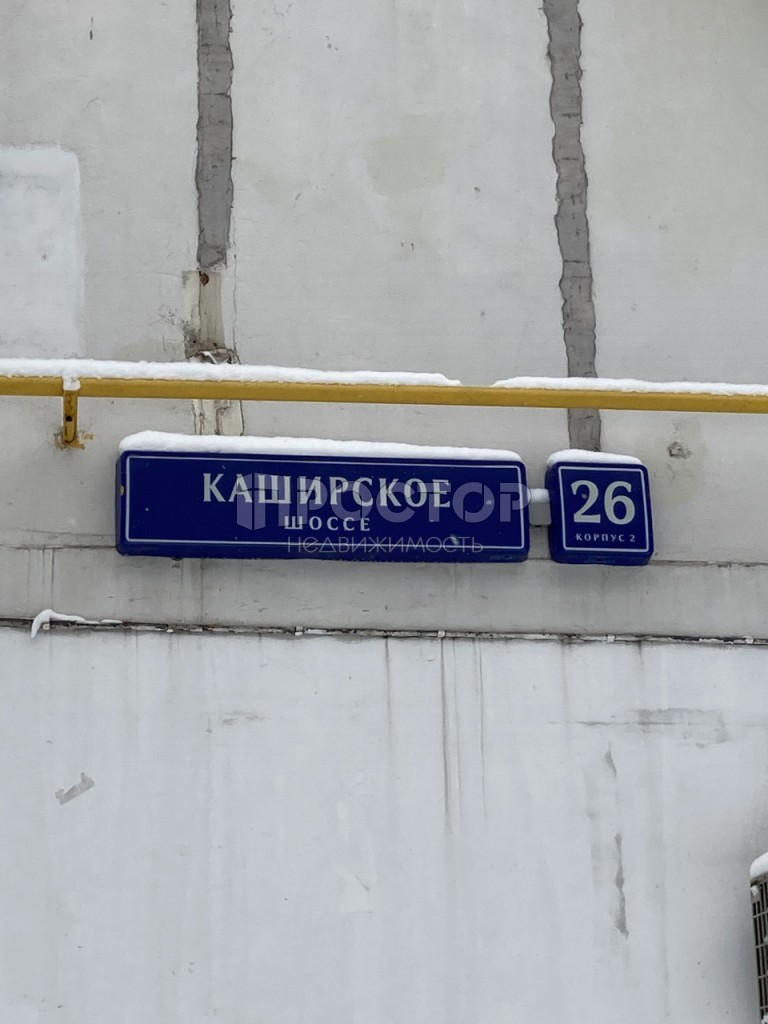 КАШИРСКОЕ
ШОССЕ
26
КОРПУС 2
ПРОСТОР
НЕДВИЖИМОСТЬ